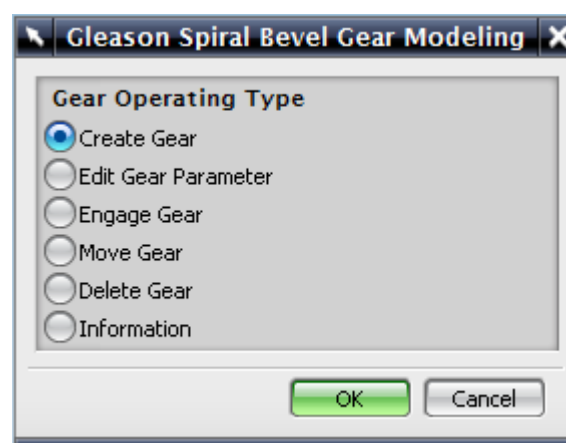 Gleason Spiral Bevel Gear Modeling
Gear Operating Type
Create Gear
Edit Gear Parameter
Engage Gear
Move Gear
Delete Gear
Information
OK Cancel